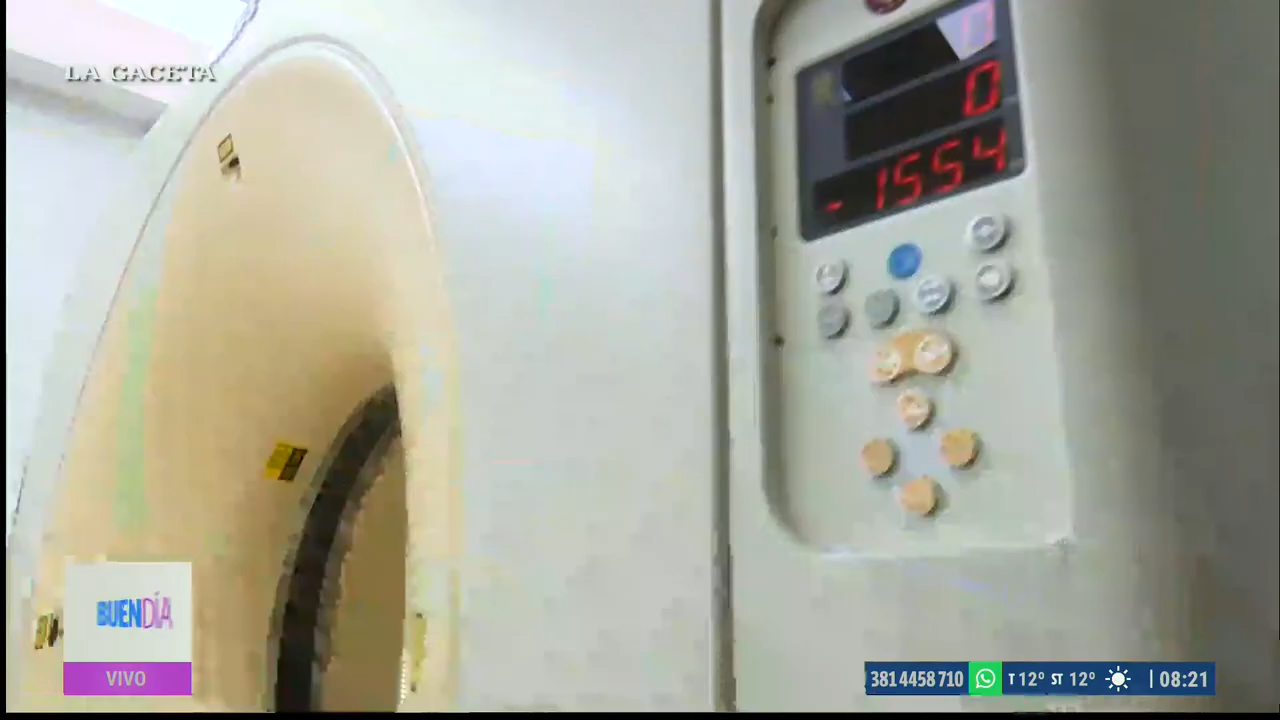 LA GACETA
0
0
- 1554
BUENDÍA
VIVO
3814458710 T 12° ST 12° | 08:21